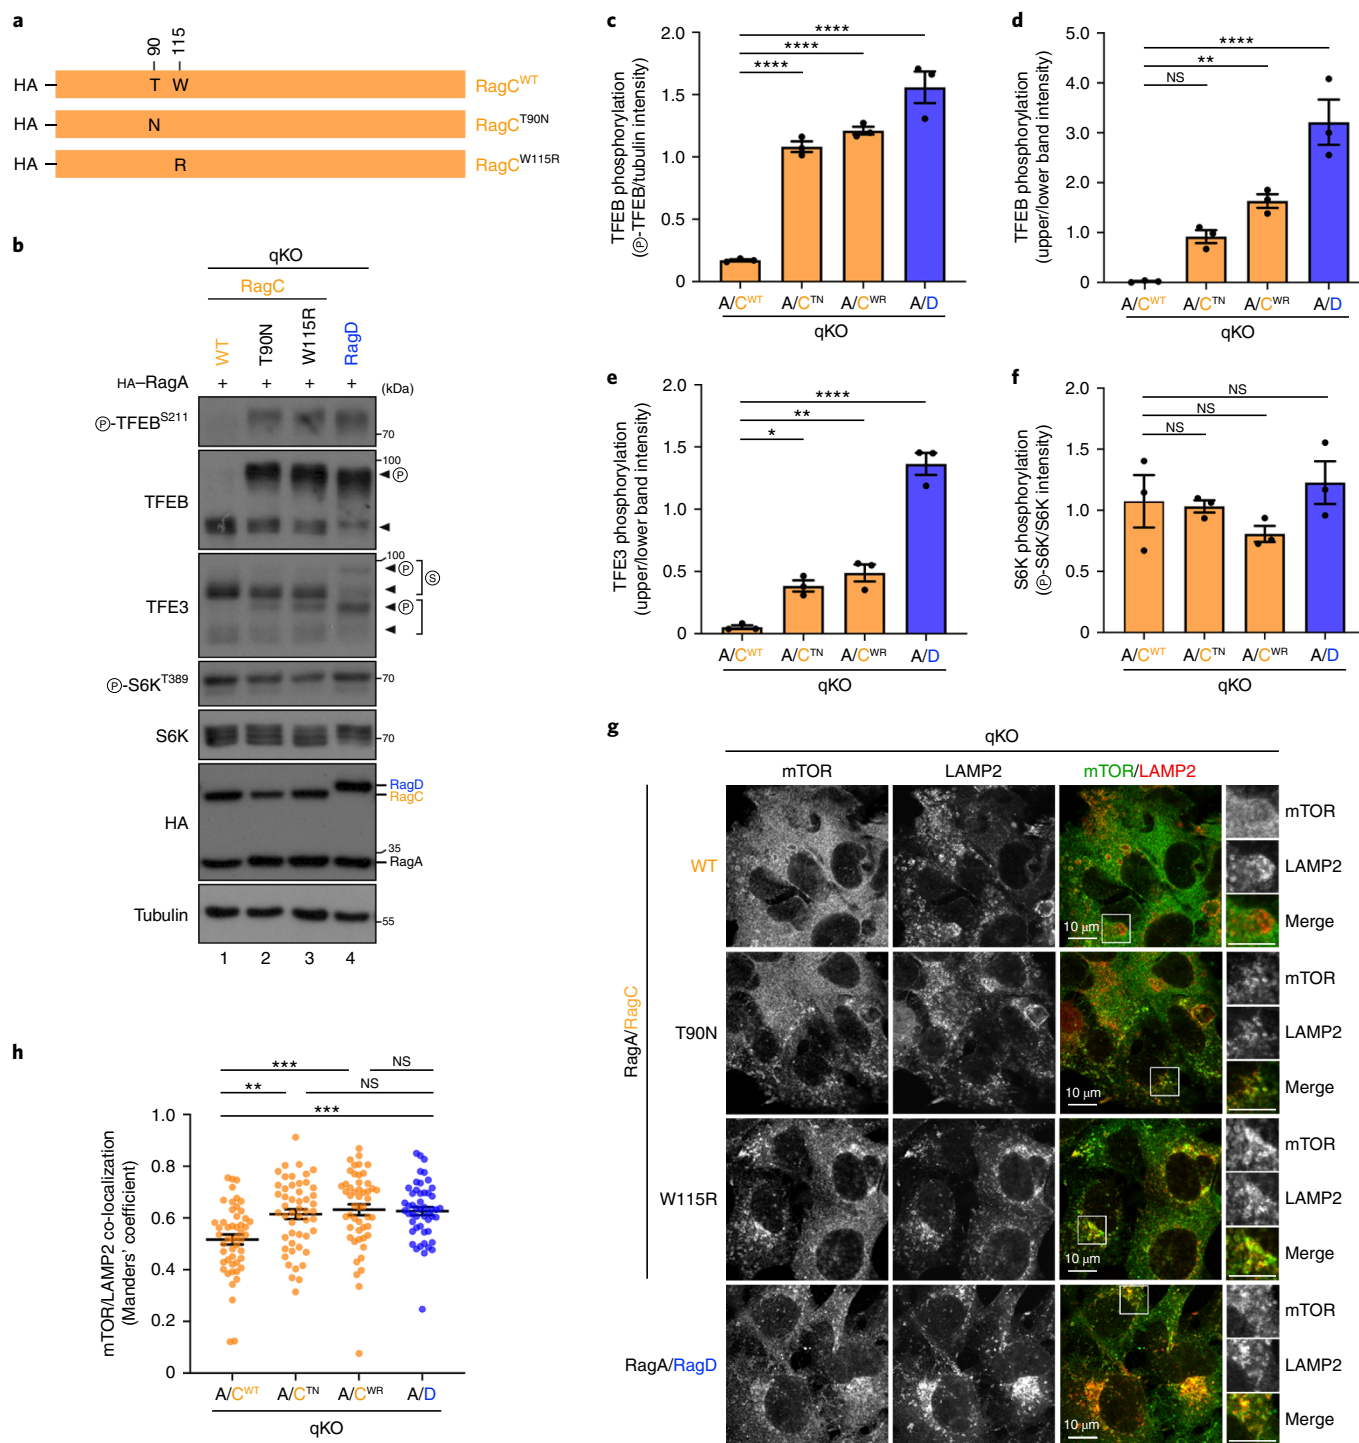 a
90
115
HA
T W
RagC^WT
HA
N
RagC^T90N
HA
R
RagC^W115R
b
qKO
RagC
WT
T90N
W115R
RagD
HA–RagA
+ + + +
(kDa)
Ⓟ-TFEB^S211
70
TFEB
100
Ⓟ
TFE3
100
Ⓟ
Ⓢ
Ⓟ
Ⓟ-S6K^T389
70
S6K
70
HA
RagD
RagC
35
RagA
Tubulin
55
1 2 3 4
c
TFEB phosphorylation
(Ⓟ-TFEB/tubulin intensity)
2.0
1.5
1.0
0.5
0
****
****
****
A/C^WT A/C^TN A/C^WR A/D
qKO
d
TFEB phosphorylation
(upper/lower band intensity)
5.0
4.0
3.0
2.0
1.0
0
****
**
NS
A/C^WT A/C^TN A/C^WR A/D
qKO
e
TFE3 phosphorylation
(upper/lower band intensity)
2.0
1.5
1.0
0.5
0
****
**
*
A/C^WT A/C^TN A/C^WR A/D
qKO
f
S6K phosphorylation
(Ⓟ-S6K/S6K intensity)
2.0
1.5
1.0
0.5
0
NS
NS
NS
A/C^WT A/C^TN A/C^WR A/D
qKO
g
qKO
mTOR LAMP2 mTOR/LAMP2
RagA/RagC
WT
10 µm
mTOR
LAMP2
Merge
T90N
10 µm
mTOR
LAMP2
Merge
W115R
10 µm
mTOR
LAMP2
Merge
RagA/RagD
10 µm
mTOR
LAMP2
Merge
h
mTOR/LAMP2 co-localization
(Manders’ coefficient)
1.0
0.8
0.6
0.4
0.2
0
*** NS
** NS
***
A/C^WT A/C^TN A/C^WR A/D
qKO